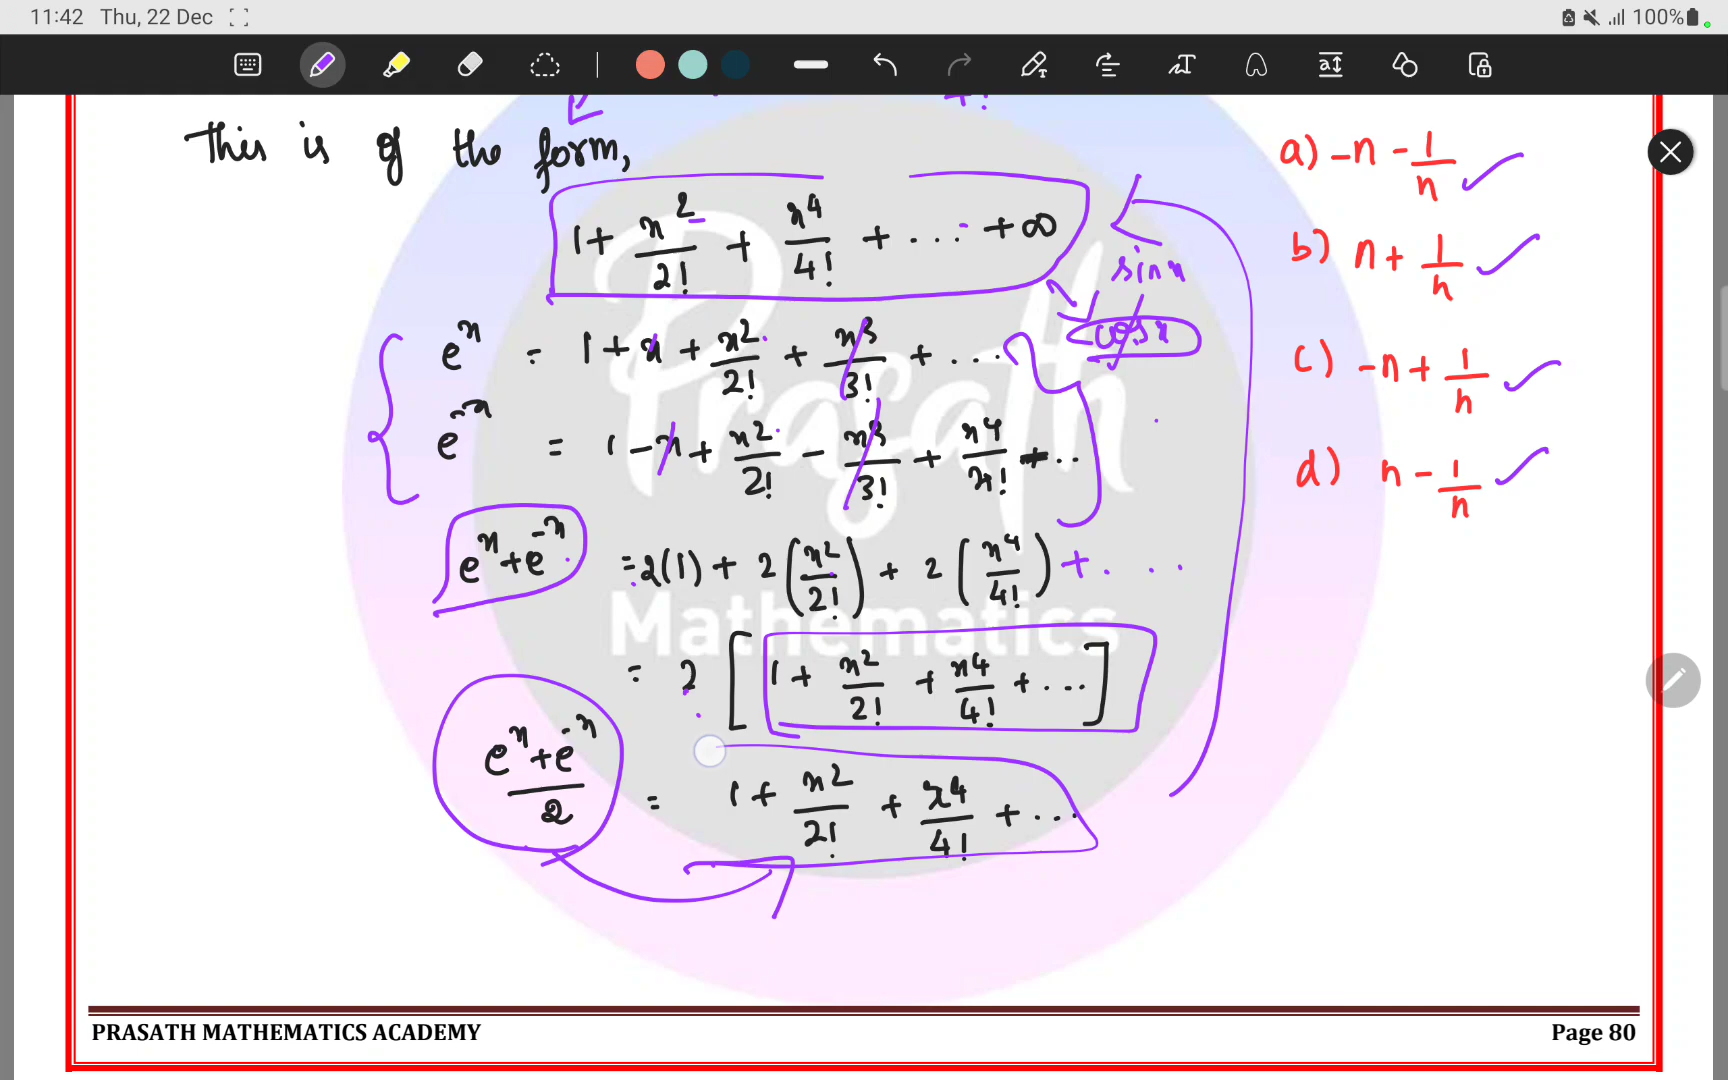 11:42 Thu, 22 Dec
100%
This is of the form,
1 + x²/2! + x⁴/4! + ... + ∞
sin x
cos x
eˣ = 1 + x + x²/2! + x³/3! + ...
e⁻ˣ = 1 - x + x²/2! - x³/3! + x⁴/4! + ...
eˣ + e⁻ˣ = 2(1) + 2(x²/2!) + 2(x⁴/4!) + ...
= 2[1 + x²/2! + x⁴/4! + ...]
(eˣ + e⁻ˣ)/2 = 1 + x²/2! + x⁴/4! + ...
a) -n - 1/n
b) n + 1/n
c) -n + 1/n
d) n - 1/n
Prasath
Mathematics
PRASATH MATHEMATICS ACADEMY
Page 80